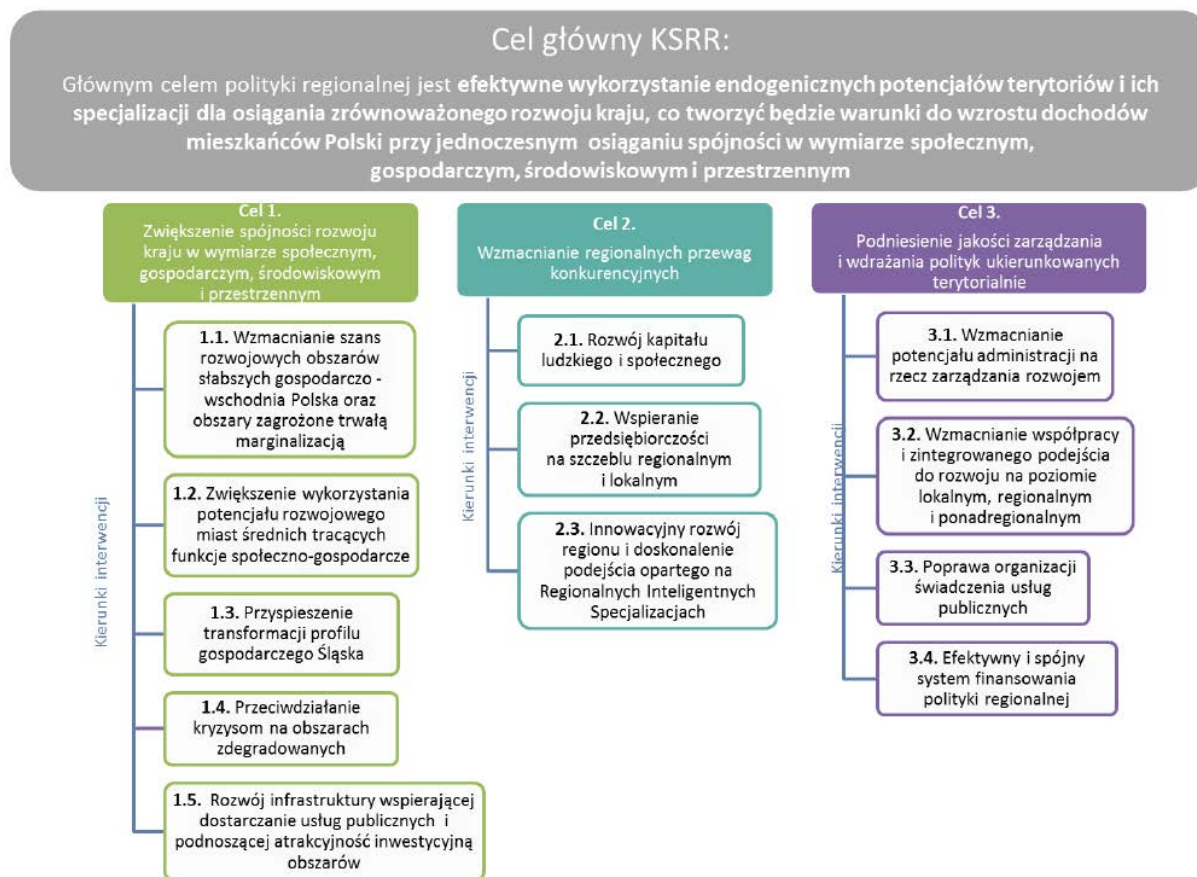 Cel główny KSRR:
Głównym celem polityki regionalnej jest efektywne wykorzystanie endogenicznych potencjałów terytoriów i ich
specjalizacji dla osiągania zrównoważonego rozwoju kraju, co tworzyć będzie warunki do wzrostu dochodów
mieszkańców Polski przy jednoczesnym osiąganiu spójności w wymiarze społecznym,
gospodarczym, środowiskowym i przestrzennym
Cel 1.
Zwiększenie spójności rozwoju
kraju w wymiarze społecznym,
gospodarczym, środowiskowym
i przestrzennym
Kierunki interwencji
1.1. Wzmacnianie szans
rozwojowych obszarów
słabszych gospodarczo -
wschodnia Polska oraz
obszary zagrożone trwałą
marginalizacją
1.2. Zwiększenie wykorzystania
potencjału rozwojowego
miast średnich tracących
funkcje społeczno-gospodarcze
1.3. Przyspieszenie
transformacji profilu
gospodarczego Śląska
1.4. Przeciwdziałanie
kryzysom na obszarach
zdegradowanych
1.5. Rozwój infrastruktury wspierającej
dostarczanie usług publicznych i
podnoszącej atrakcyjność inwestycyjną
obszarów
Cel 2.
Wzmacnianie regionalnych przewag
konkurencyjnych
Kierunki interwencji
2.1. Rozwój kapitału
ludzkiego i społecznego
2.2. Wspieranie
przedsiębiorczości
na szczeblu regionalnym
i lokalnym
2.3. Innowacyjny rozwój
regionu i doskonalenie
podejścia opartego na
Regionalnych Inteligentnych
Specjalizacjach
Cel 3.
Podniesienie jakości zarządzania
i wdrażania polityk ukierunkowanych
terytorialnie
Kierunki interwencji
3.1. Wzmacnianie
potencjału administracji na
rzecz zarządzania rozwojem
3.2. Wzmacnianie współpracy
i zintegrowanego podejścia
do rozwoju na poziomie
lokalnym, regionalnym
i ponadregionalnym
3.3. Poprawa organizacji
świadczenia usług
publicznych
3.4. Efektywny i spójny
system finansowania
polityki regionalnej